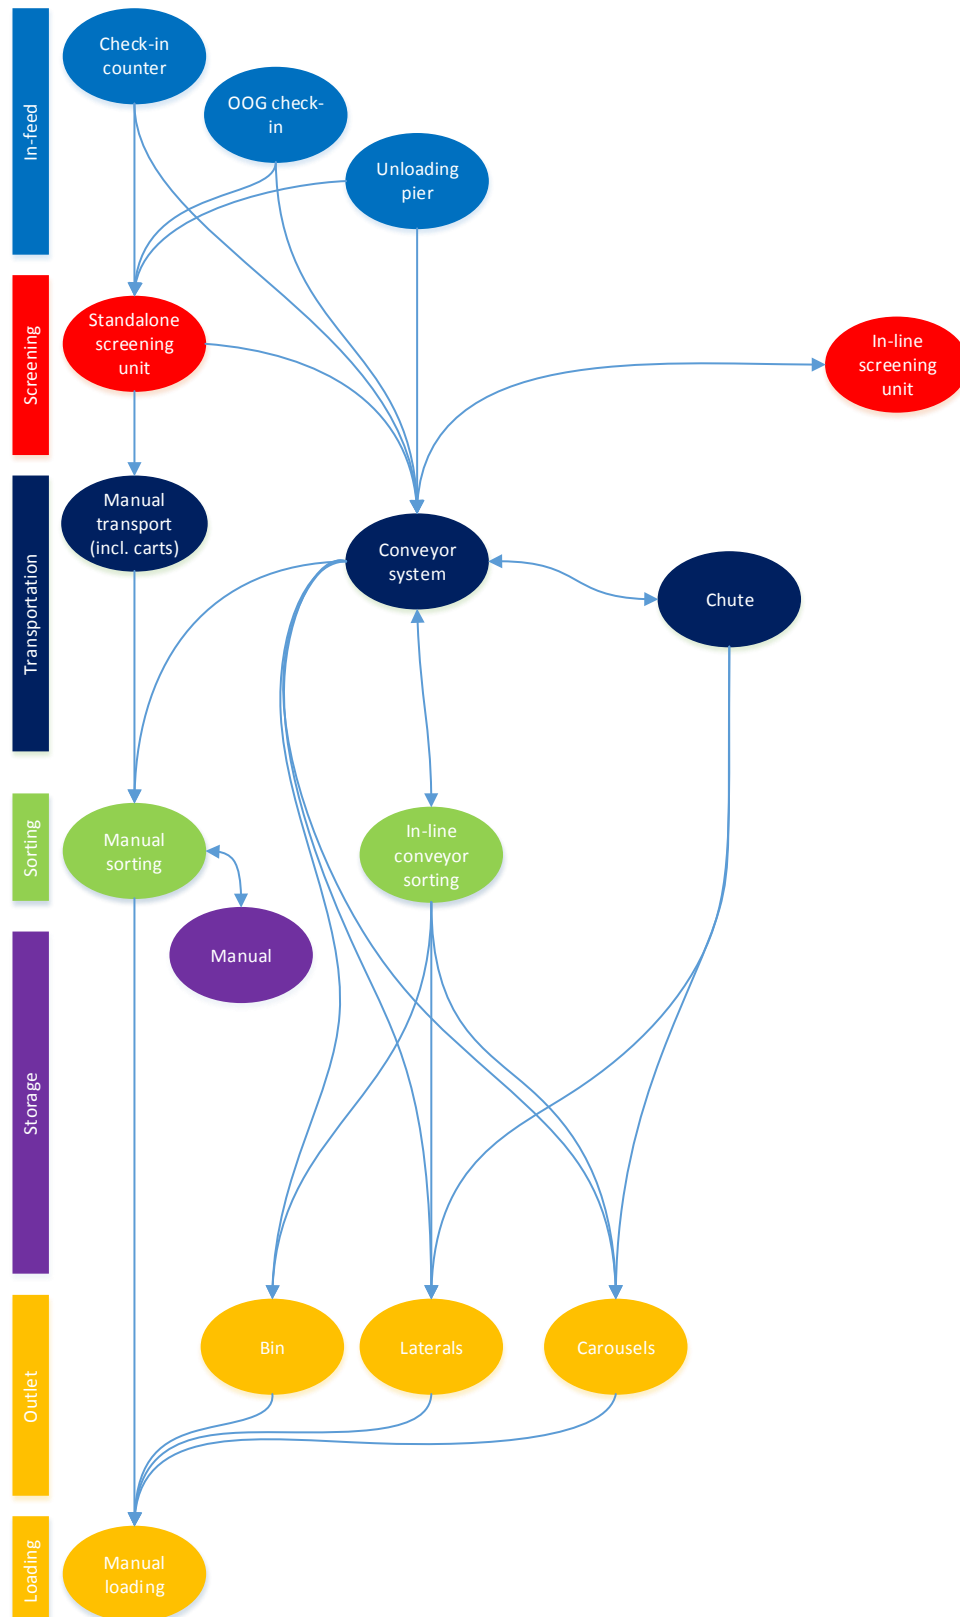 In-feed
Check-in
counter
OOG check-
in
Unloading
pier
Screening
Standalone
screening
unit
In-line
screening
unit
Transportation
Manual
transport
(incl. carts)
Conveyor
system
Chute
Sorting
Manual
sorting
In-line
conveyor
sorting
Storage
Manual
Outlet
Bin
Laterals
Carousels
Loading
Manual
loading